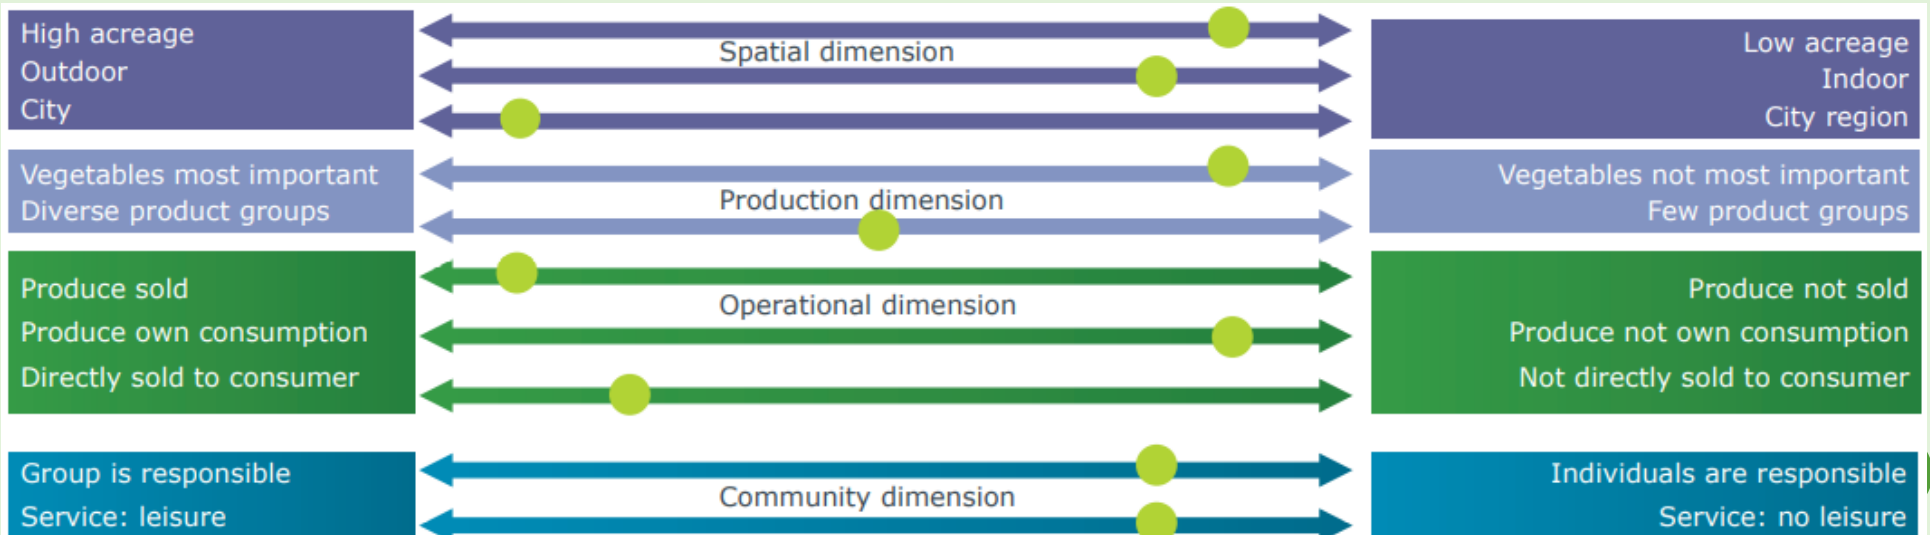 High acreage
Outdoor
City
Spatial dimension
Low acreage
Indoor
City region
Vegetables most important
Diverse product groups
Production dimension
Vegetables not most important
Few product groups
Produce sold
Produce own consumption
Directly sold to consumer
Operational dimension
Produce not sold
Produce not own consumption
Not directly sold to consumer
Group is responsible
Service: leisure
Community dimension
Individuals are responsible
Service: no leisure